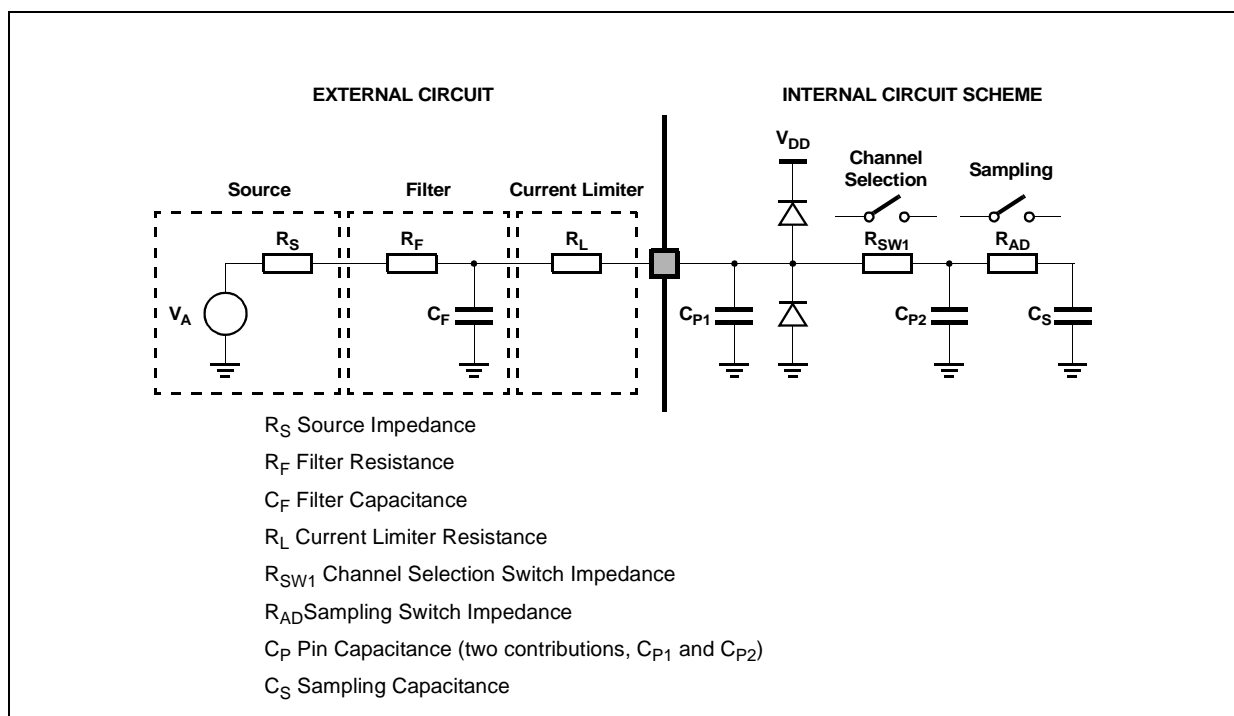 EXTERNAL CIRCUIT
INTERNAL CIRCUIT SCHEME
VDD
Channel
Selection
Sampling
Source
Filter
Current Limiter
RS
RF
RL
RSW1
RAD
VA
CF
CP1
CP2
CS
RS Source Impedance
RF Filter Resistance
CF Filter Capacitance
RL Current Limiter Resistance
RSW1 Channel Selection Switch Impedance
RADSampling Switch Impedance
CP Pin Capacitance (two contributions, CP1 and CP2)
CS Sampling Capacitance